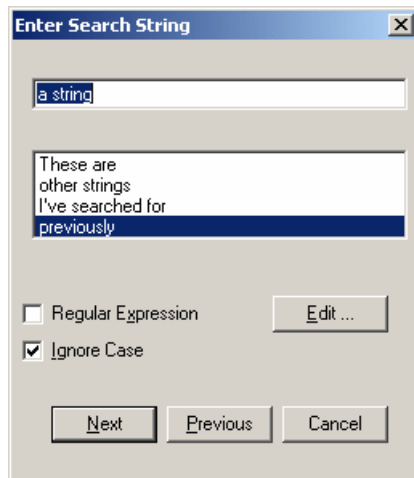 Enter Search String
a string
These are
other strings
I've searched for
previously
Regular Expression
Edit ...
Ignore Case
Next
Previous
Cancel